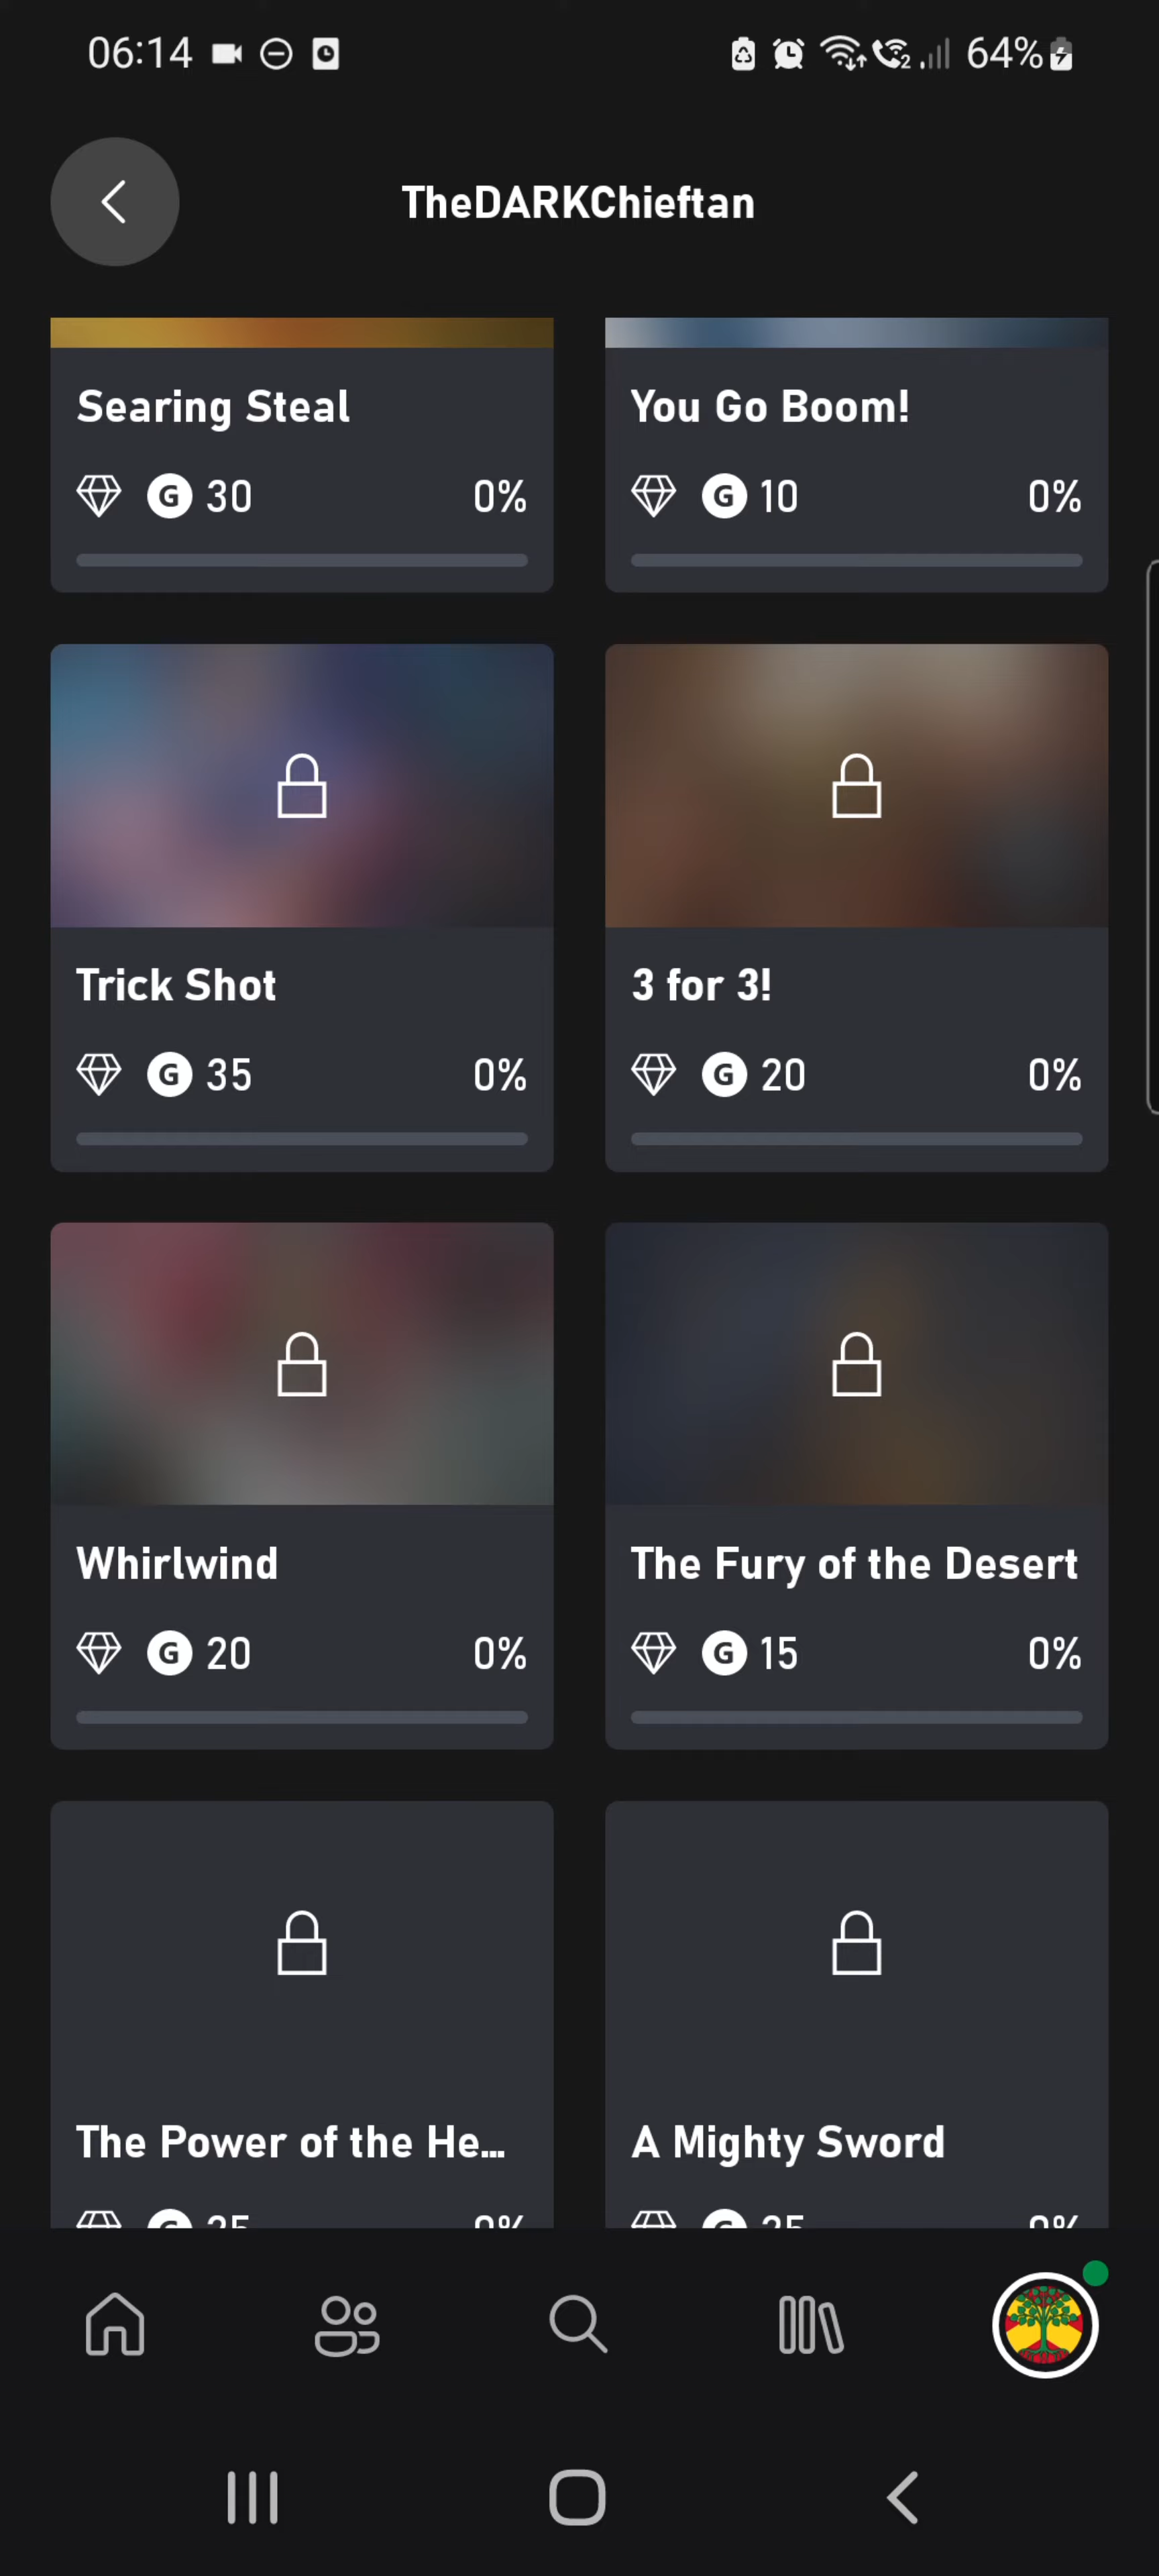 06:14
64%
TheDARKChieftan
Searing Steal
G 30 0%
You Go Boom!
G 10 0%
Trick Shot
G 35 0%
3 for 3!
G 20 0%
Whirlwind
G 20 0%
The Fury of the Desert
G 15 0%
The Power of the He...
A Mighty Sword